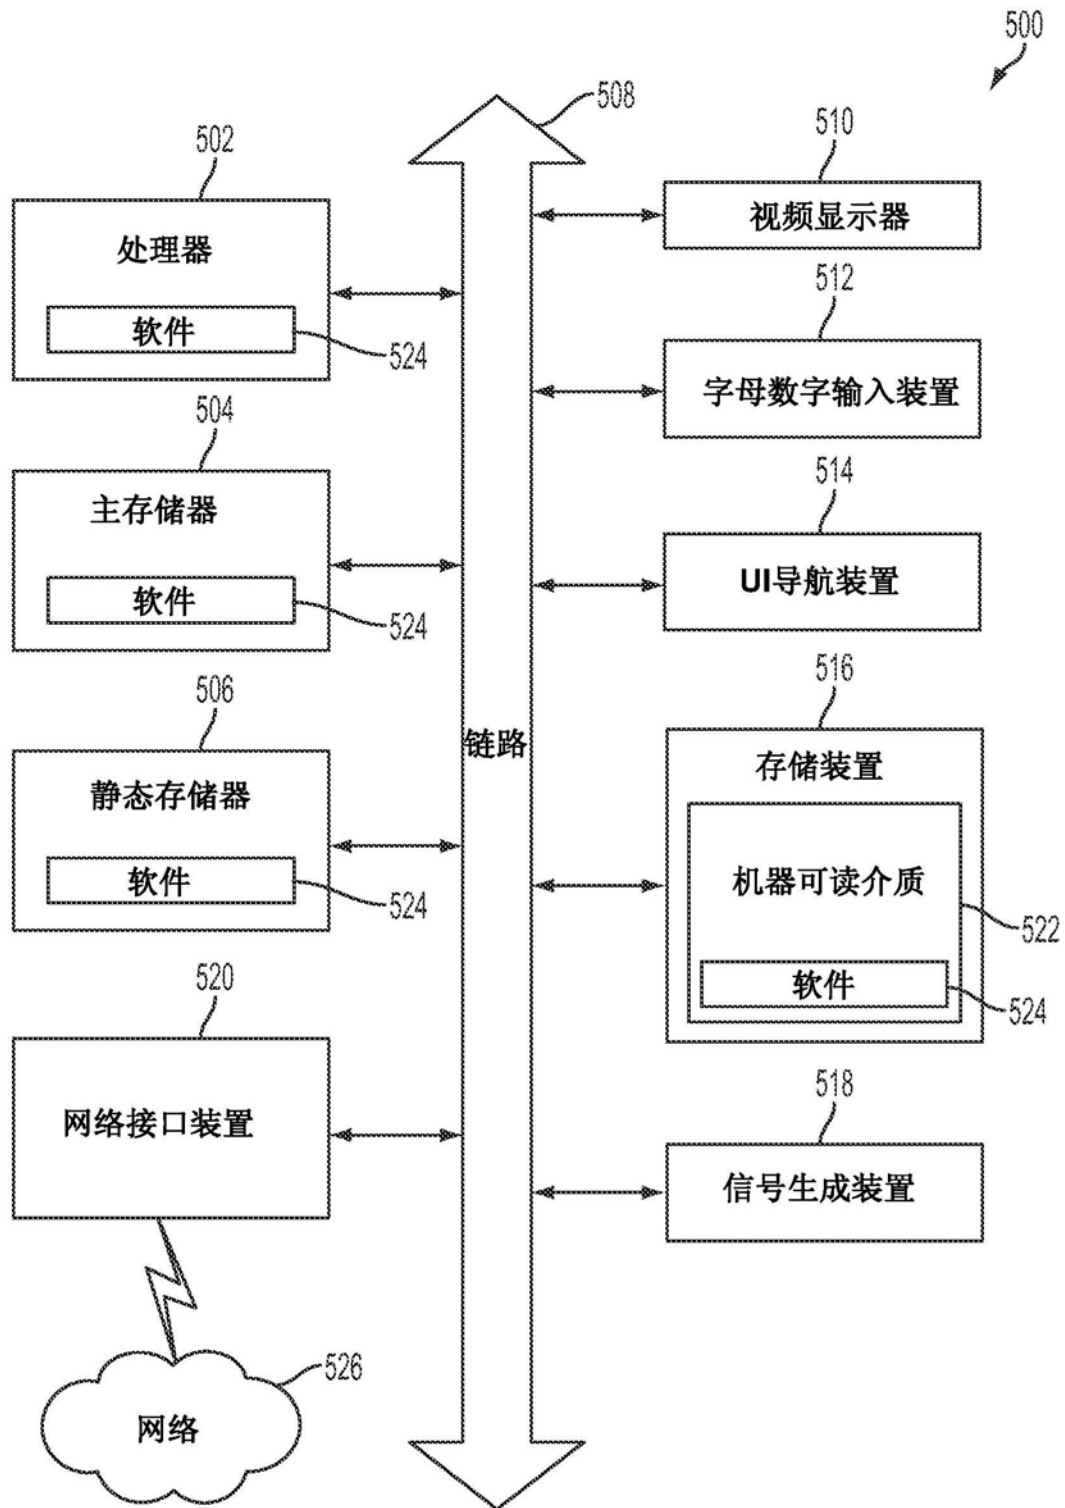 500
508
502
处理器
软件
524
504
主存储器
软件
524
506
静态存储器
软件
524
520
网络接口装置
526
网络
链路
510
视频显示器
512
字母数字输入装置
514
UI导航装置
516
存储装置
机器可读介质
522
软件
524
518
信号生成装置